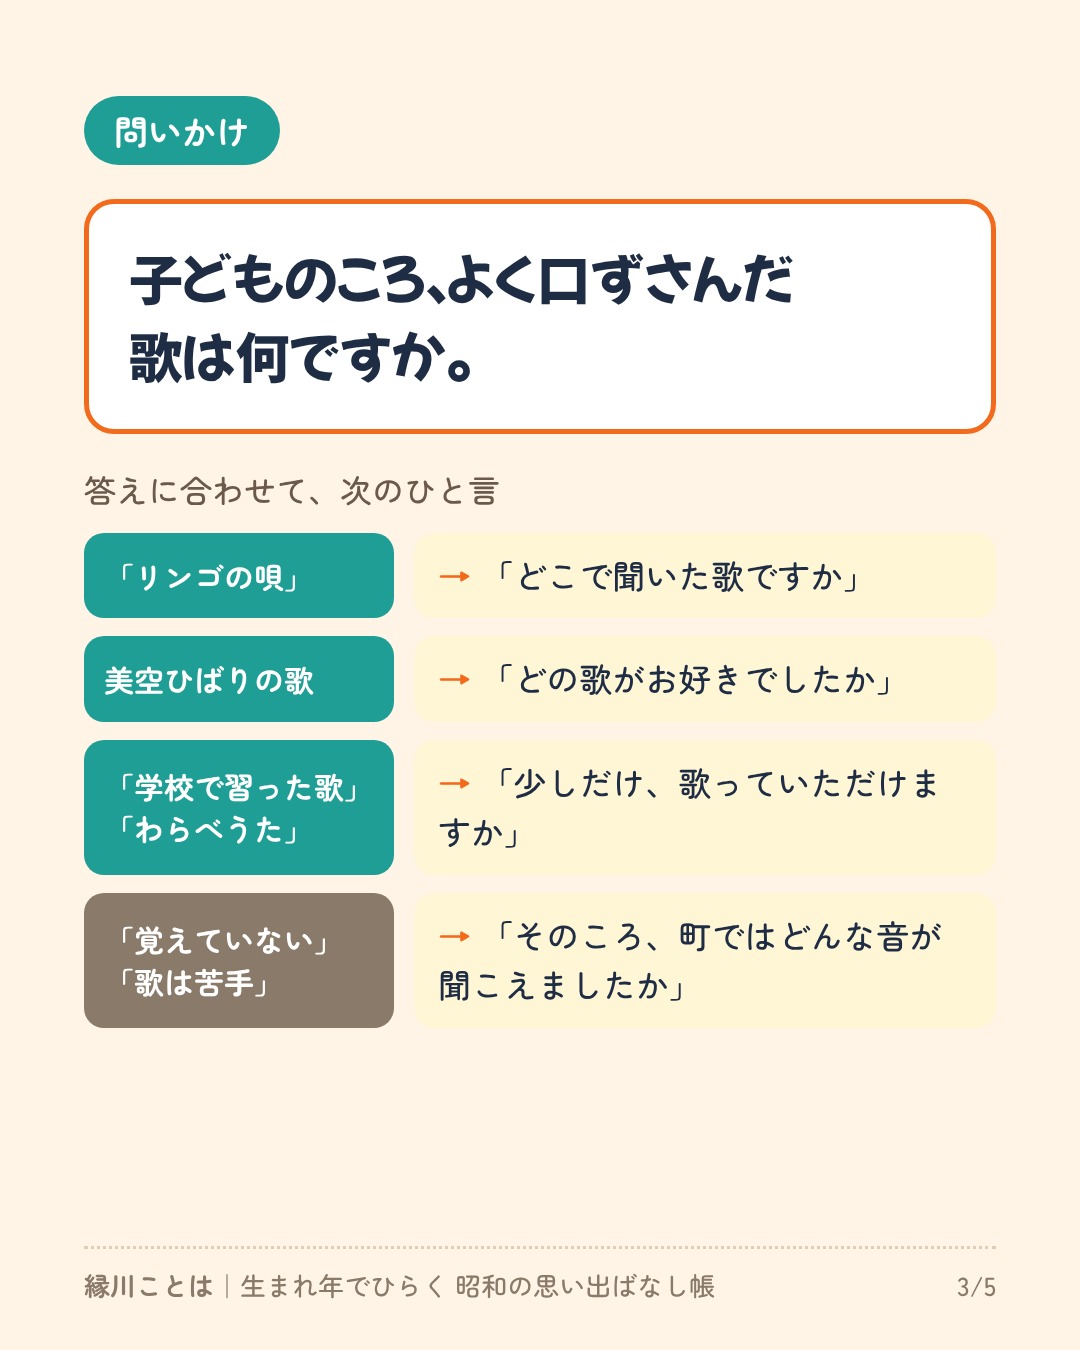 問いかけ
子どものころ、よく口ずさんだ
歌は何ですか。
答えに合わせて、次のひと言
「リンゴの唄」
→ 「どこで聞いた歌ですか」
美空ひばりの歌
→ 「どの歌がお好きでしたか」
「学校で習った歌」
「わらべうた」
→ 「少しだけ、歌っていただけま
すか」
「覚えていない」
「歌は苦手」
→ 「そのころ、町ではどんな音が
聞こえましたか」
縁川ことは｜生まれ年でひらく 昭和の思い出ばなし帳
3/5